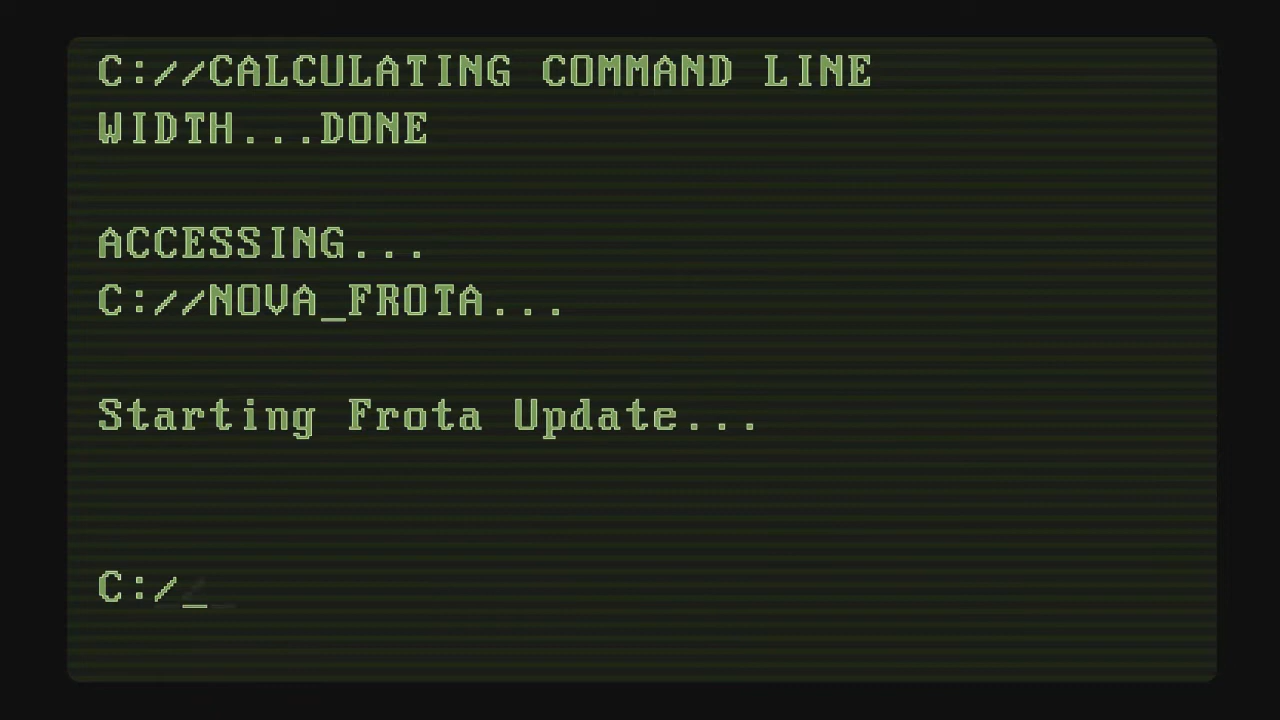 C://CALCULATING COMMAND LINE
WIDTH...DONE
ACCESSING...
C://NOVA_FROTA...
Starting Frota Update...
C:/_